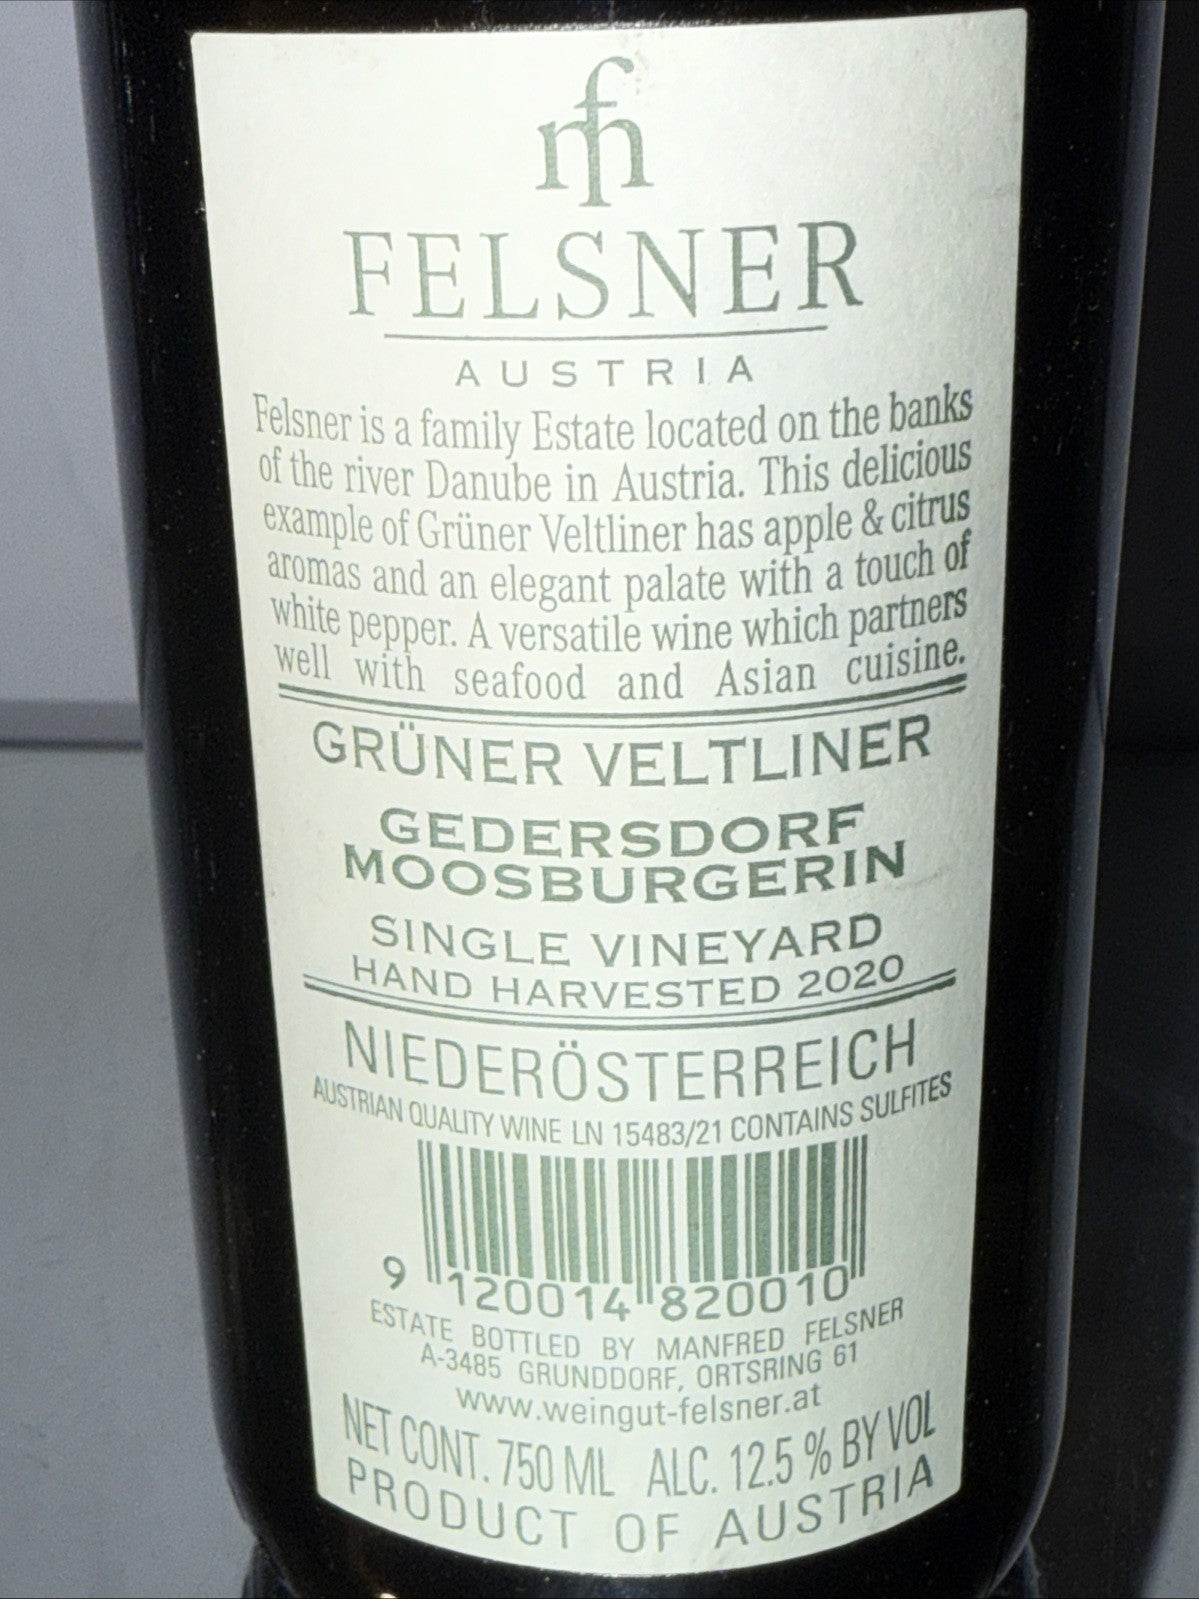 mfh
FELSNER
AUSTRIA
Felsner is a family Estate located on the banks
of the river Danube in Austria. This delicious
example of Grüner Veltliner has apple & citrus
aromas and an elegant palate with a touch of
white pepper. A versatile wine which partners
well with seafood and Asian cuisine.
GRÜNER VELTLINER
GEDERSDORF
MOOSBURGERIN
SINGLE VINEYARD
HAND HARVESTED 2020
NIEDERÖSTERREICH
AUSTRIAN QUALITY WINE LN 15483/21 CONTAINS SULFITES
9 120014 820010
ESTATE BOTTLED BY MANFRED FELSNER
A-3485 GRUNDDORF, ORTSRING 61
www.weingut-felsner.at
NET CONT. 750 ML ALC. 12.5 % BY VOL
PRODUCT OF AUSTRIA